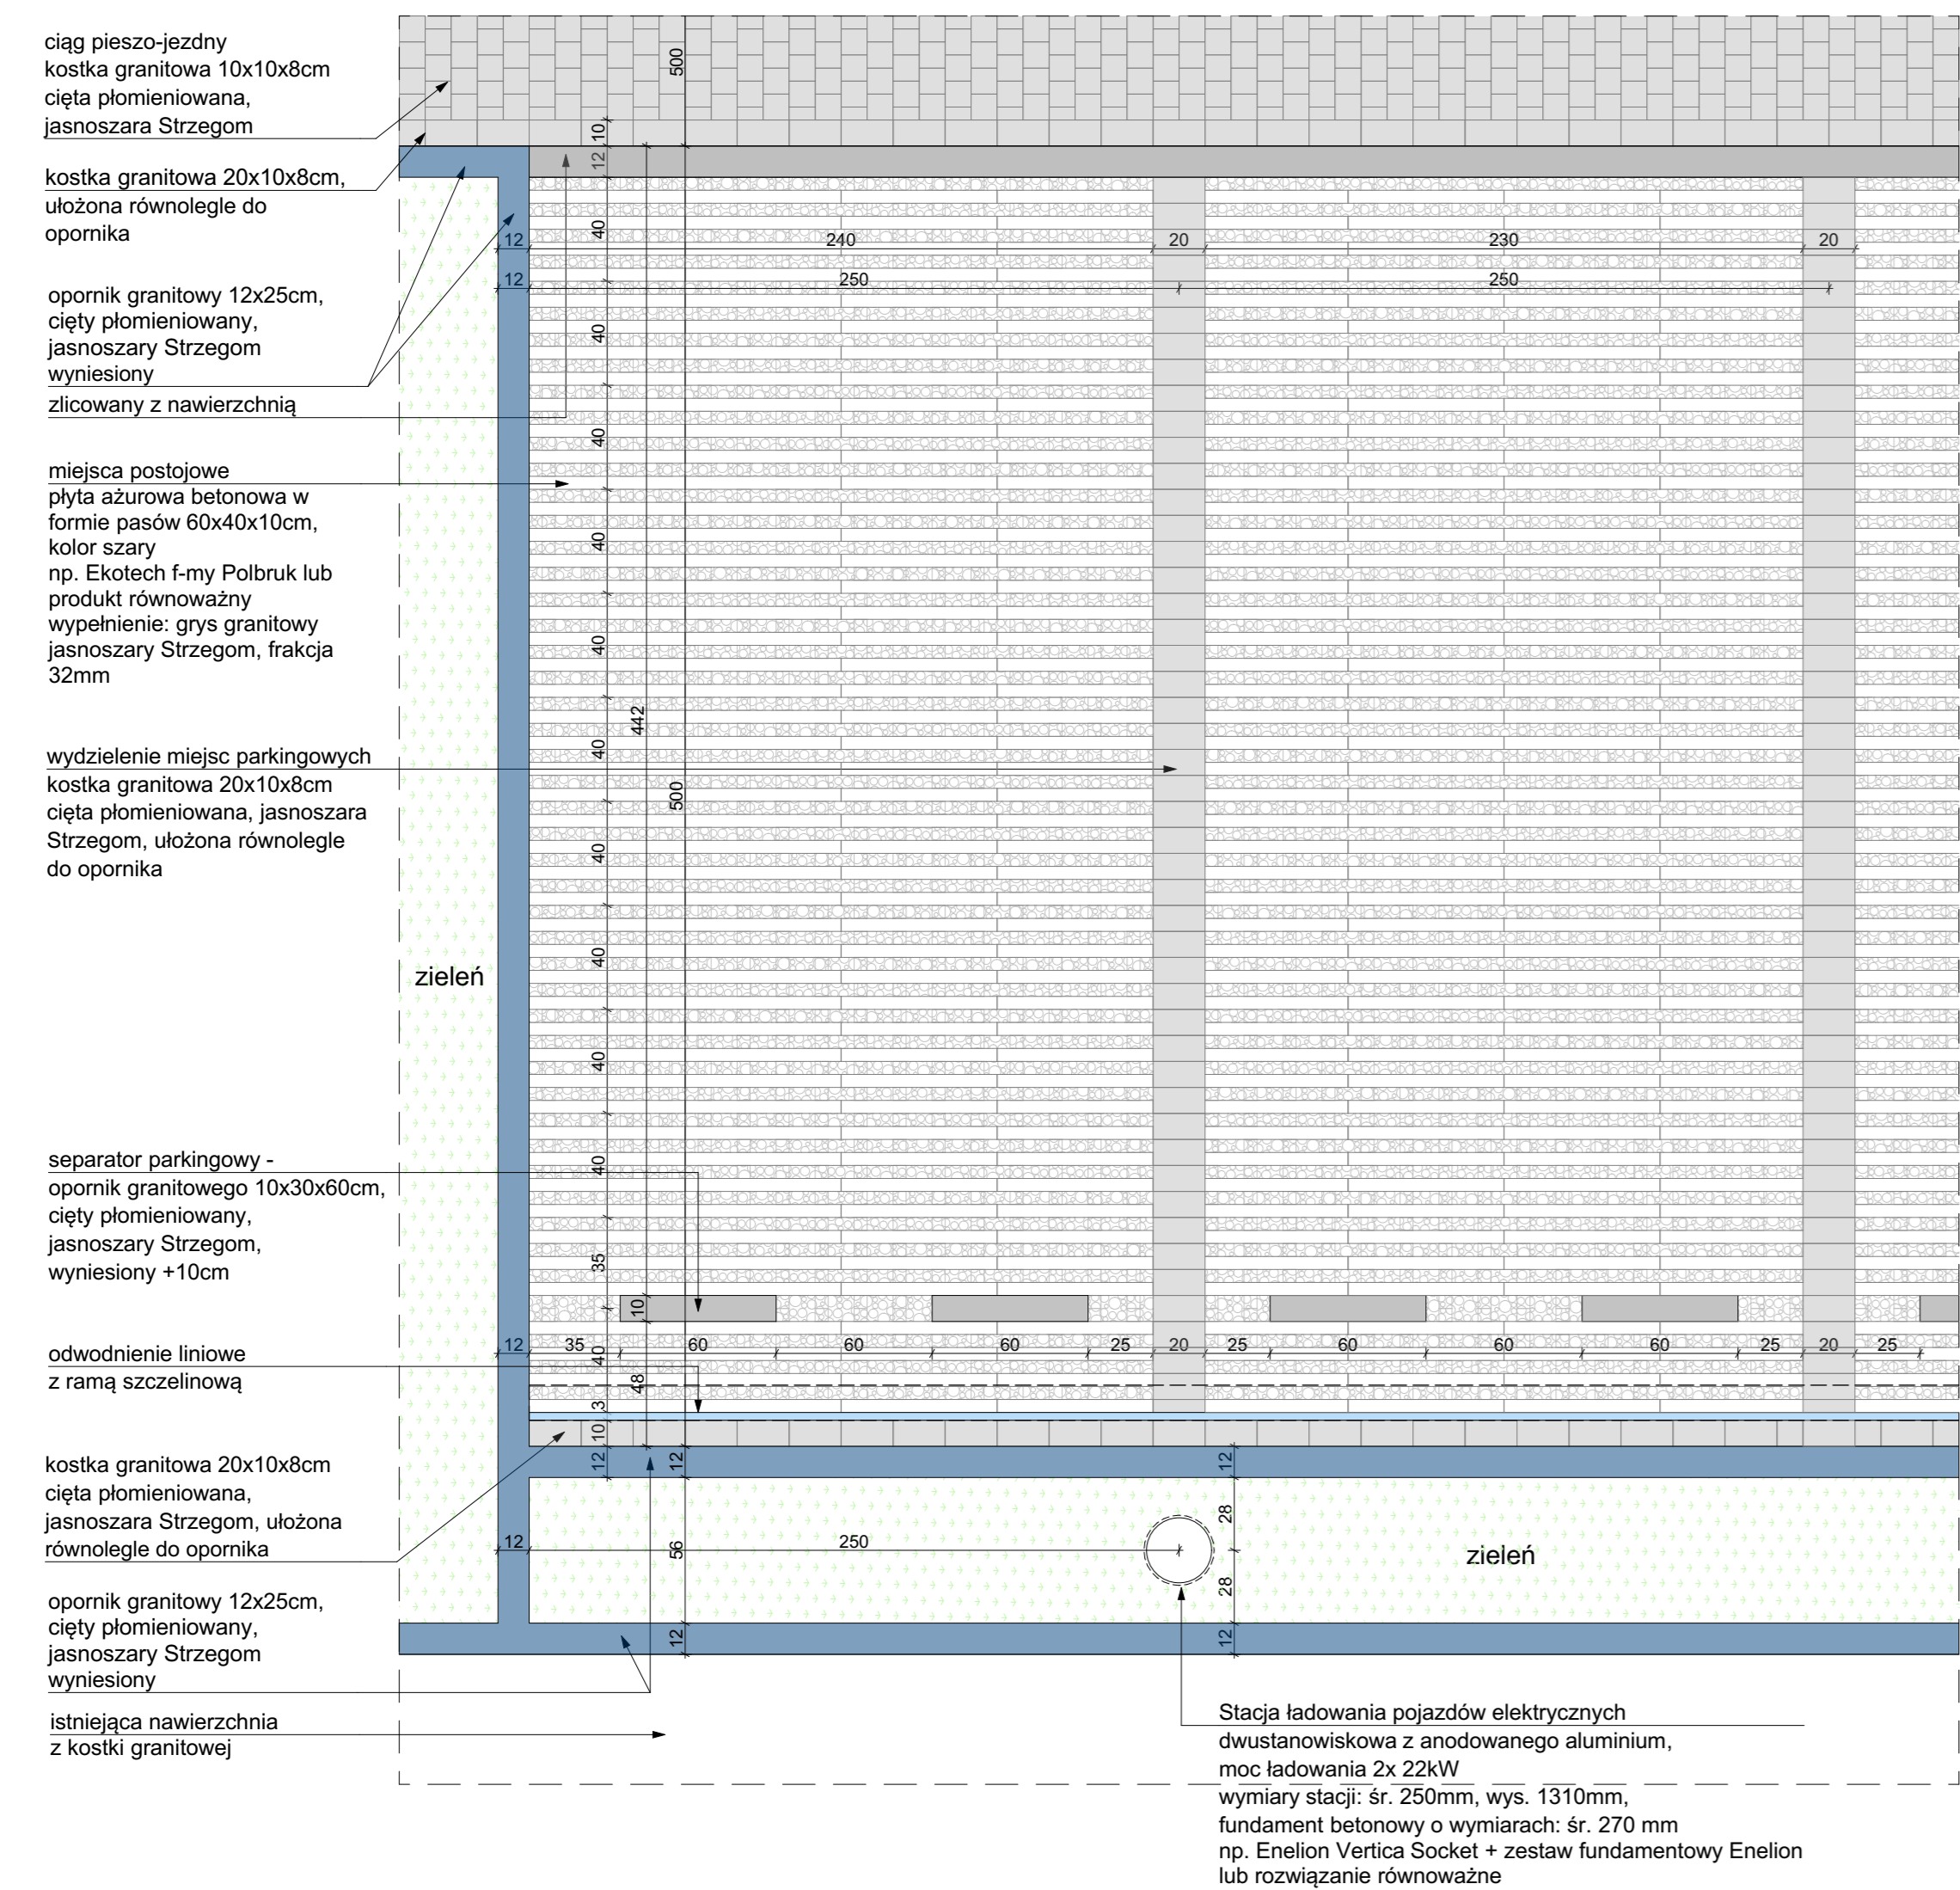 ciąg pieszo-jezdny
kostka granitowa 10x10x8cm
cięta płomieniowana,
jasnoszara Strzegom
kostka granitowa 20x10x8cm,
ułożona równolegle do
opornika
opornik granitowy 12x25cm,
cięty płomieniowany,
jasnoszary Strzegom
wyniesiony
zlicowany z nawierzchnią
miejsca postojowe
płyta ażurowa betonowa w
formie pasów 60x40x10cm,
kolor szary
np. Ekotech f-my Polbruk lub
produkt równoważny
wypełnienie: grys granitowy
jasnoszary Strzegom, frakcja
32mm
wydzielenie miejsc parkingowych
kostka granitowa 20x10x8cm
cięta płomieniowana, jasnoszara
Strzegom, ułożona równolegle
do opornika
zieleń
separator parkingowy -
opornik granitowego 10x30x60cm,
cięty płomieniowany,
jasnoszary Strzegom,
wyniesiony +10cm
odwodnienie liniowe
z ramą szczelinową
kostka granitowa 20x10x8cm
cięta płomieniowana,
jasnoszara Strzegom, ułożona
równolegle do opornika
opornik granitowy 12x25cm,
cięty płomieniowany,
jasnoszary Strzegom
wyniesiony
istniejąca nawierzchnia
z kostki granitowej
500
10
12
40
12 240 20 230 20
12 250 250
40
40
40
40
442
40
500
40
40
40
40
35
10
12 35 60 60 60 25 20 25 60 60 60 25 20 25
40
48
3
10
12 12 12
28
12 250
56
zieleń
28
12 12
Stacja ładowania pojazdów elektrycznych
dwustanowiskowa z anodowanego aluminium,
moc ładowania 2x 22kW
wymiary stacji: śr. 250mm, wys. 1310mm,
fundament betonowy o wymiarach: śr. 270 mm
np. Enelion Vertica Socket + zestaw fundamentowy Enelion
lub rozwiązanie równoważne